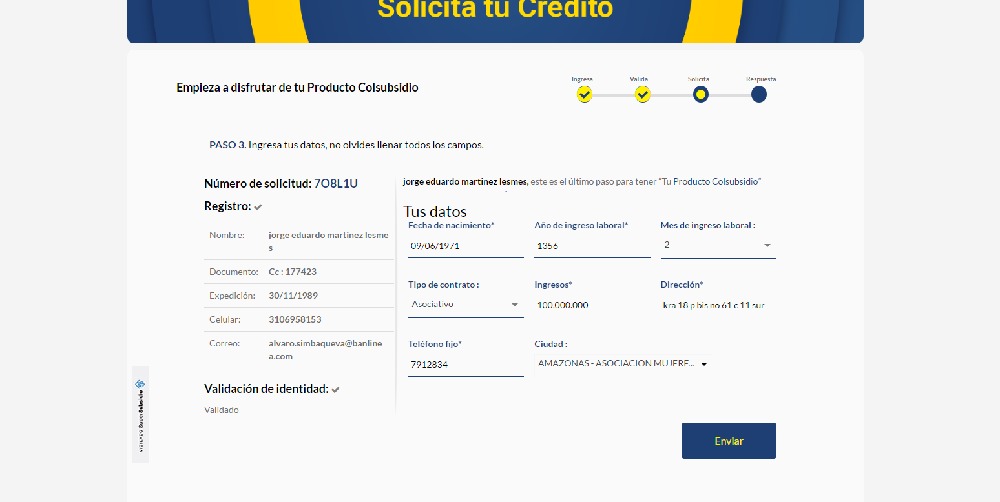 Solicita tu Crédito
Empieza a disfrutar de tu Producto Colsubsidio
Ingresa Valida Solicita Respuesta
PASO 3. Ingresa tus datos, no olvides llenar todos los campos.
Número de solicitud: 7O8L1U
Registro:
Nombre: jorge eduardo martinez lesme
s
Documento: Cc : 177423
Expedición: 30/11/1989
Celular: 3106958153
Correo: alvaro.simbaqueva@banline
a.com
Validación de identidad:
Validado
jorge eduardo martinez lesmes, este es el último paso para tener “Tu Producto Colsubsidio”
.
Tus datos
Fecha de nacimiento* Año de ingreso laboral* Mes de ingreso laboral :
09/06/1971 1356 2
Tipo de contrato : Ingresos* Dirección*
Asociativo 100.000.000 kra 18 p bis no 61 c 11 sur
Teléfono fijo* Ciudad :
7912834 AMAZONAS - ASOCIACION MUJERE...
Enviar
VIGILADO SuperSubsidio